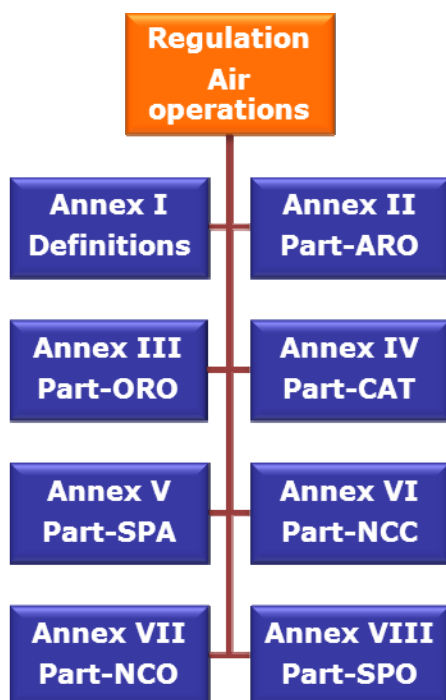 Regulation
Air
operations
Annex I
Definitions
Annex II
Part-ARO
Annex III
Part-ORO
Annex IV
Part-CAT
Annex V
Part-SPA
Annex VI
Part-NCC
Annex VII
Part-NCO
Annex VIII
Part-SPO